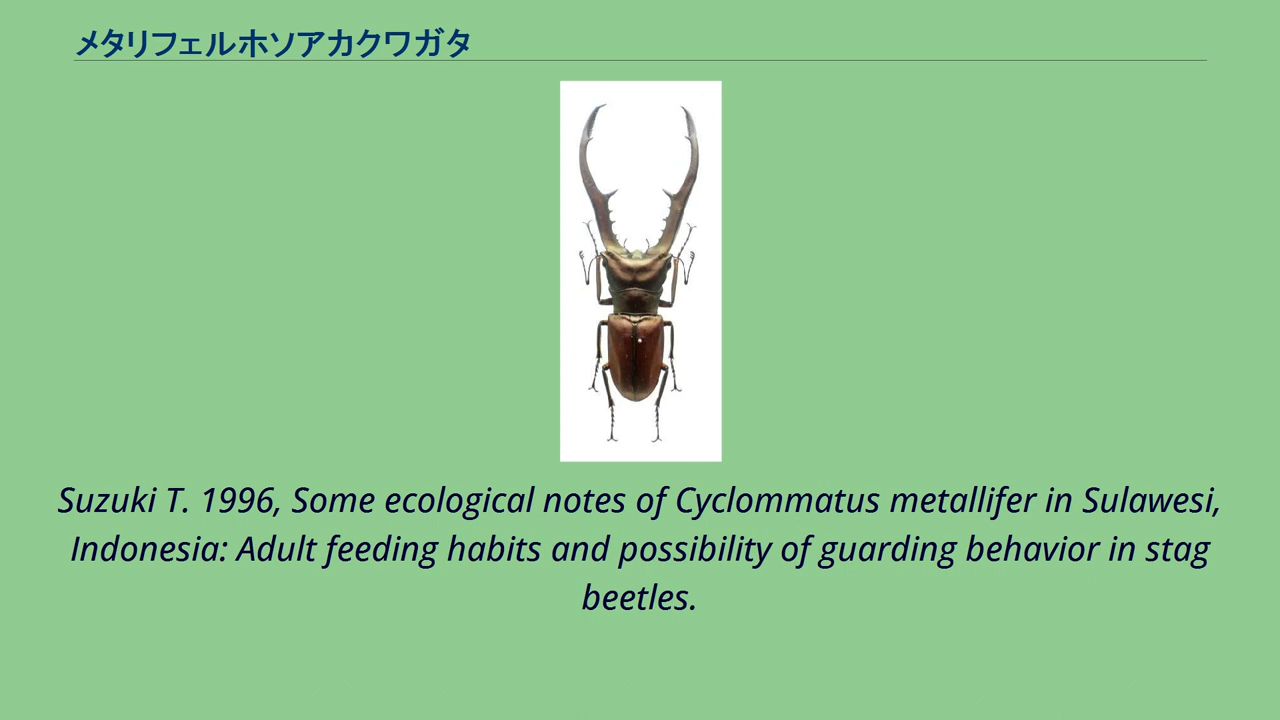 メタリフェルホソアカクワガタ
Suzuki T. 1996, Some ecological notes of Cyclommatus metallifer in Sulawesi,
Indonesia: Adult feeding habits and possibility of guarding behavior in stag
beetles.